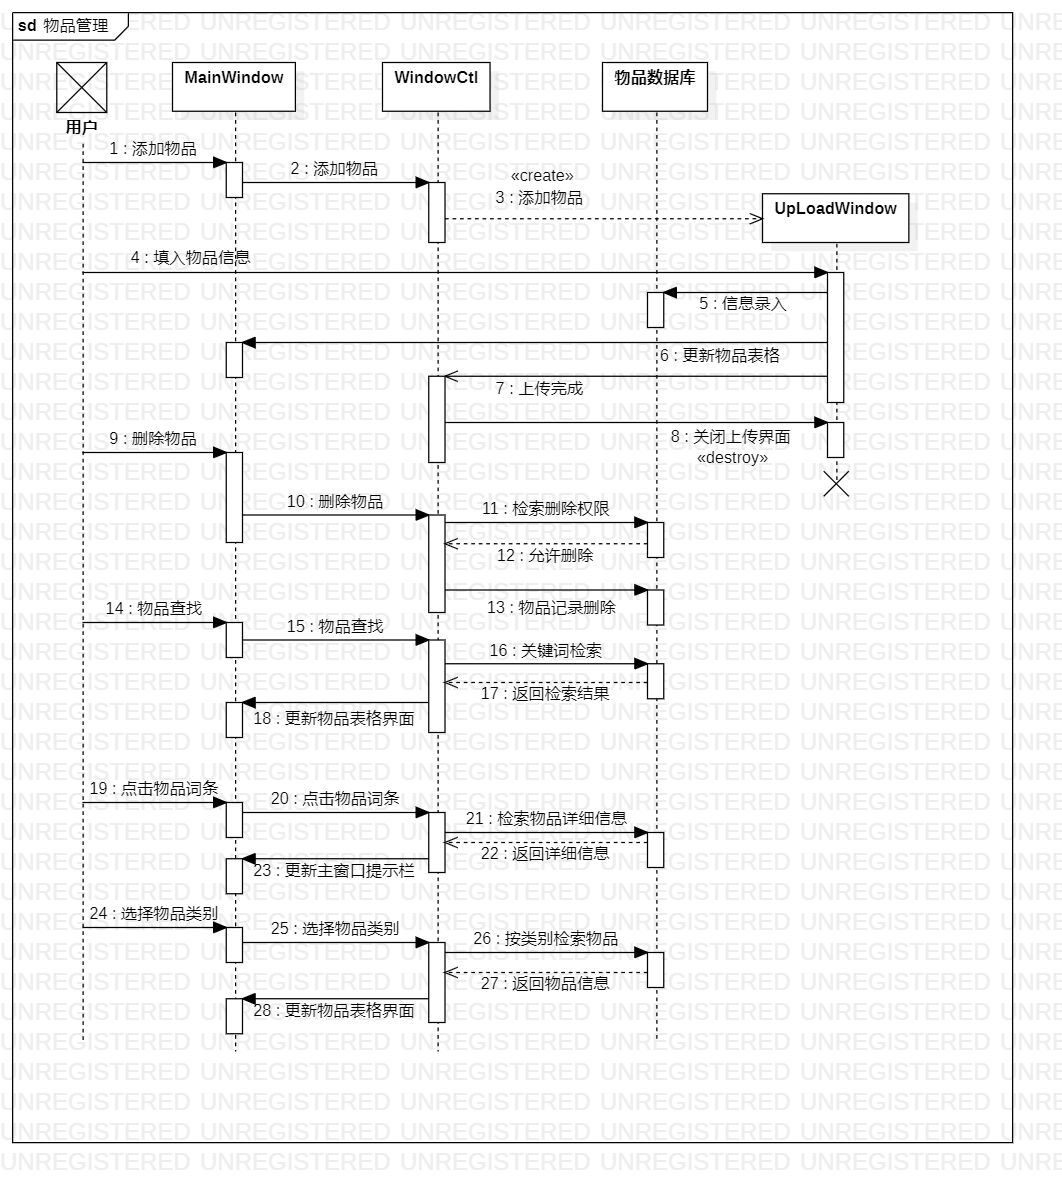 sd 物品管理
MainWindow
WindowCtl
物品数据库
用户
1 : 添加物品
2 : 添加物品
«create»
3 : 添加物品
UpLoadWindow
4 : 填入物品信息
5 : 信息录入
6 : 更新物品表格
7 : 上传完成
8 : 关闭上传界面
«destroy»
9 : 删除物品
10 : 删除物品
11 : 检索删除权限
12 : 允许删除
13 : 物品记录删除
14 : 物品查找
15 : 物品查找
16 : 关键词检索
17 : 返回检索结果
18 : 更新物品表格界面
19 : 点击物品词条
20 : 点击物品词条
21 : 检索物品详细信息
22 : 返回详细信息
23 : 更新主窗口提示栏
24 : 选择物品类别
25 : 选择物品类别
26 : 按类别检索物品
27 : 返回物品信息
28 : 更新物品表格界面